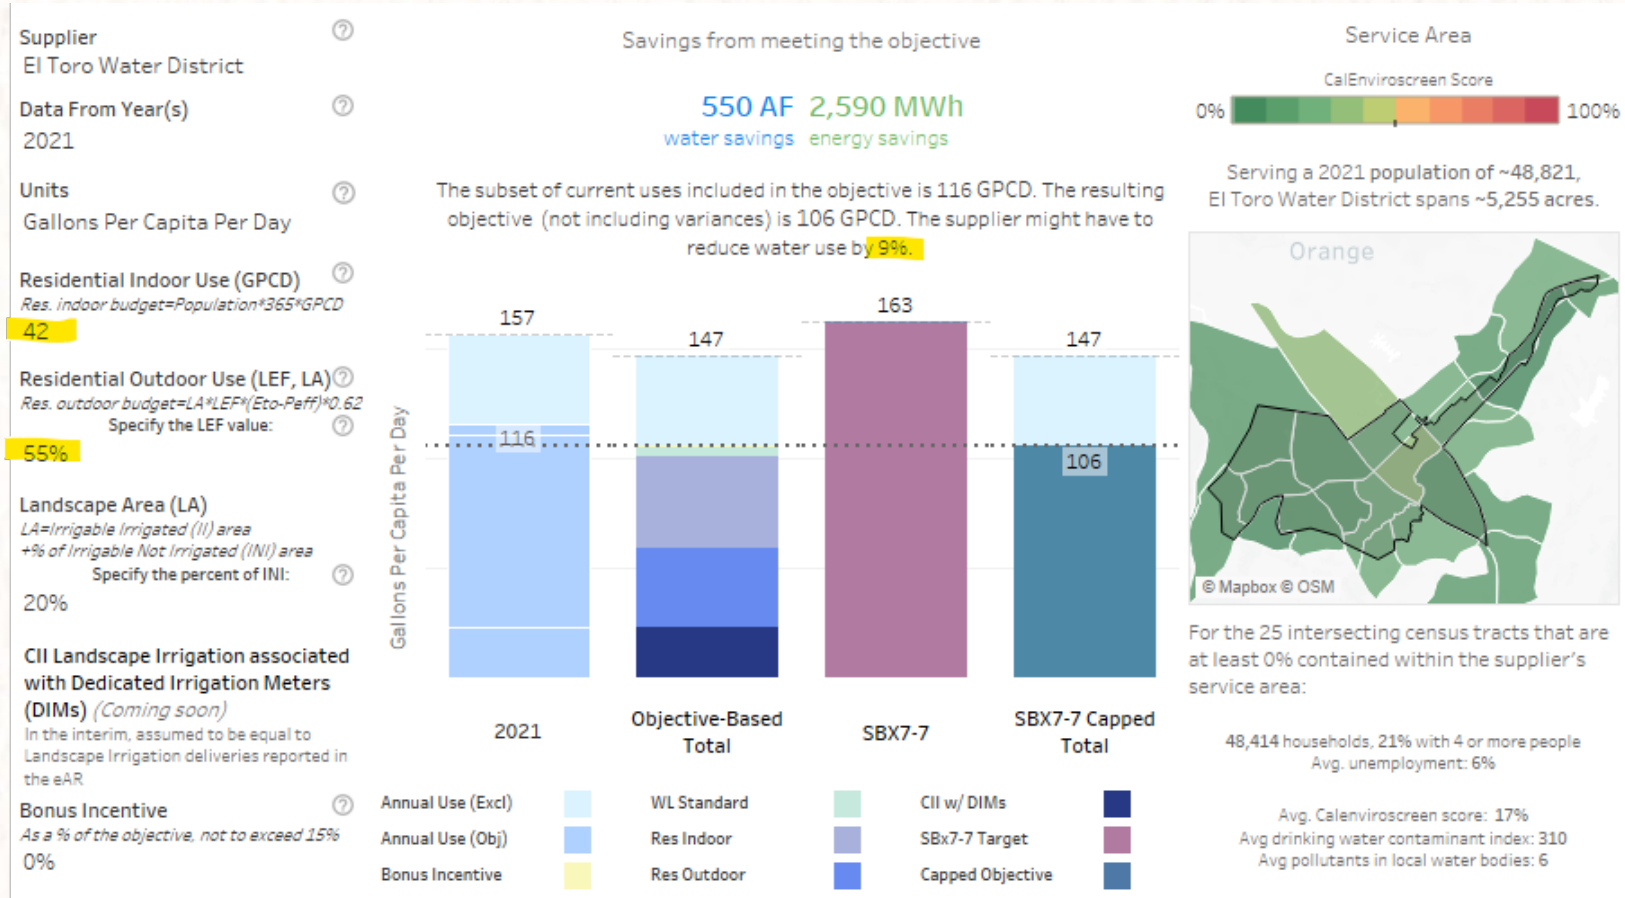 Supplier
El Toro Water District
Data From Year(s)
2021
Units
Gallons Per Capita Per Day
Residential Indoor Use (GPCD)
Res. indoor budget=Population*365*GPCD
42
Residential Outdoor Use (LEF, LA)
Res. outdoor budget=LA*LEF*(Eto-Peff)*0.62
Specify the LEF value:
55%
Landscape Area (LA)
LA=Irrigable Irrigated (II) area
+% of Irrigable Not Irrigated (INI) area
Specify the percent of INI:
20%
CII Landscape Irrigation associated
with Dedicated Irrigation Meters
(DIMs) (Coming soon)
In the interim, assumed to be equal to
Landscape Irrigation deliveries reported in
the eAR
Bonus Incentive
As a % of the objective, not to exceed 15%
0%
Savings from meeting the objective
550 AF 2,590 MWh
water savings energy savings
The subset of current uses included in the objective is 116 GPCD. The resulting
objective (not including variances) is 106 GPCD. The supplier might have to
reduce water use by 9%.
Gallons Per Capita Per Day
157
147
163
147
116
106
2021
Objective-Based
Total
SBX7-7
SBX7-7 Capped
Total
Annual Use (Excl)
WL Standard
CII w/ DIMs
Annual Use (Obj)
Res Indoor
SBx7-7 Target
Bonus Incentive
Res Outdoor
Capped Objective
Service Area
CalEnviroscreen Score
0% 100%
Serving a 2021 population of ~48,821,
El Toro Water District spans ~5,255 acres.
Orange
© Mapbox © OSM
For the 25 intersecting census tracts that are
at least 0% contained within the supplier's
service area:
48,414 households, 21% with 4 or more people
Avg. unemployment: 6%
Avg. Calenviroscreen score: 17%
Avg drinking water contaminant index: 310
Avg pollutants in local water bodies: 6